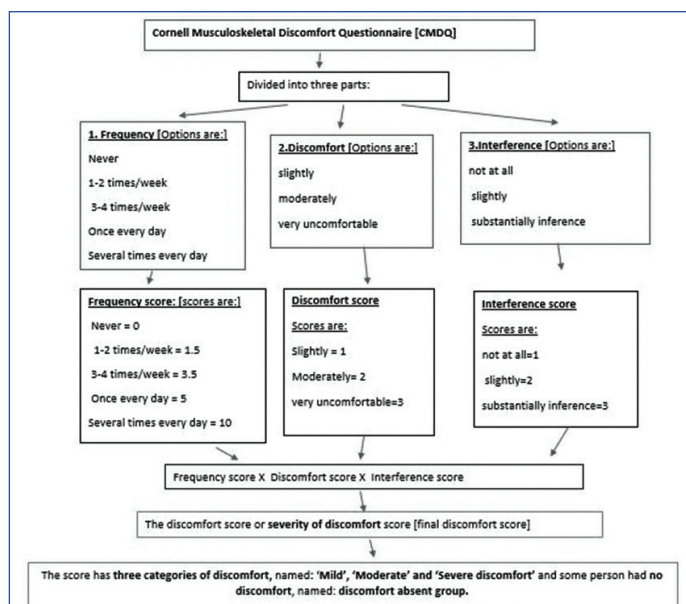 Cornell Musculoskeletal Discomfort Questionnaire [CMDQ]
Divided into three parts:
1. Frequency [Options are:]
Never
1-2 times/week
3-4 times/week
Once every day
Several times every day
2.Discomfort [Options are:]
slightly
moderately
very uncomfortable
3.Interference [Options are:]
not at all
slightly
substantially inference
Frequency score: [scores are:]
Never = 0
1-2 times/week = 1.5
3-4 times/week = 3.5
Once every day = 5
Several times every day = 10
Discomfort score
Scores are:
Slightly = 1
Moderately= 2
very uncomfortable=3
Interference score
Scores are:
not at all=1
slightly=2
substantially inference=3
Frequency score X Discomfort score X Interference score
The discomfort score or severity of discomfort score [final discomfort score]
The score has three categories of discomfort, named: ‘Mild’, ‘Moderate’ and ‘Severe discomfort’ and some person had no
discomfort, named: discomfort absent group.